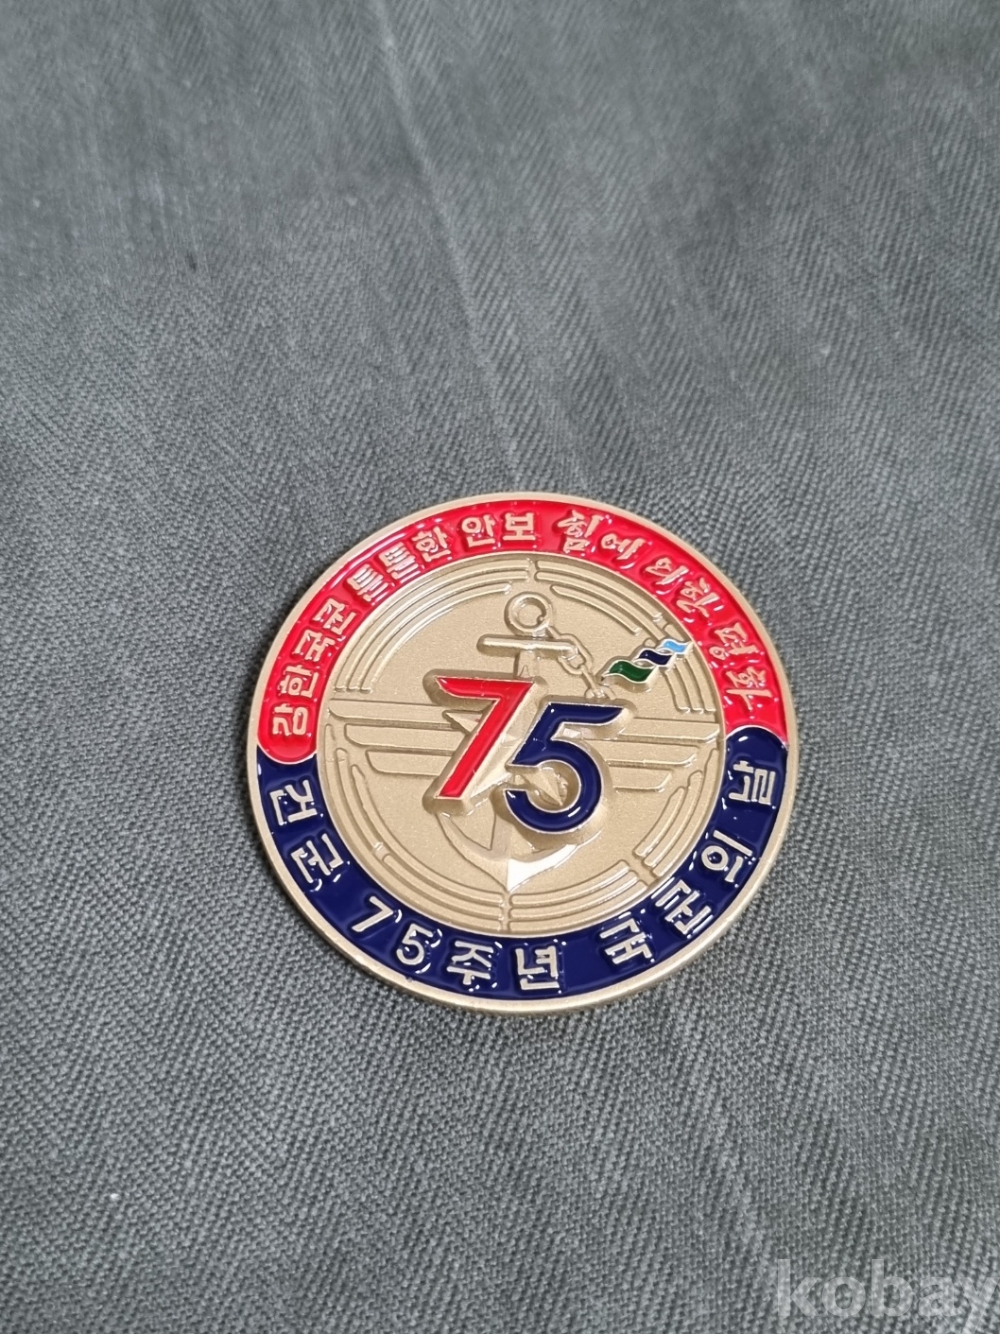 강한국군 튼튼한 안보 힘에 의한 평화
75
건군 75주년 국군의 날
kobay